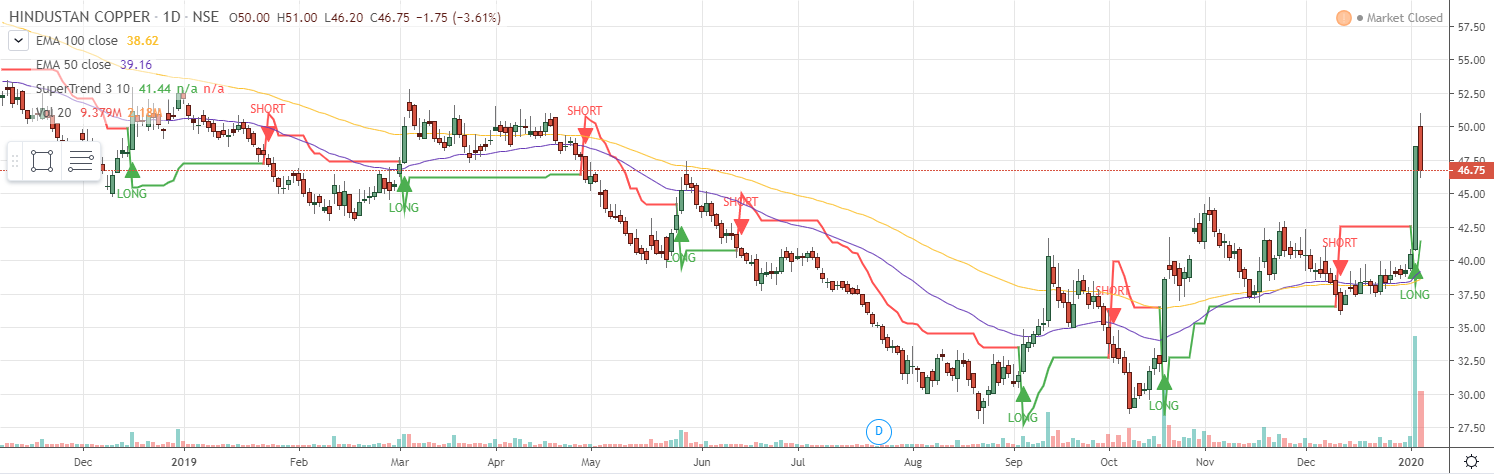 HINDUSTAN COPPER · 1D · NSE O50.00 H51.00 L46.20 C46.75 −1.75 (−3.61%)
Market Closed
EMA 100 close 38.62
EMA 50 close 39.16
SuperTrend 3 10 41.44 n/a n/a
Vol 20 9.379M 2.18M
57.50
55.00
52.50
50.00
47.50
46.75
45.00
42.50
40.00
37.50
35.00
32.50
30.00
27.50
SHORT
SHORT
LONG
LONG
SHORT
SHORT
LONG
SHORT
LONG
LONG
LONG
D
Dec 2019 Feb Mar Apr May Jun Jul Aug Sep Oct Nov Dec 2020